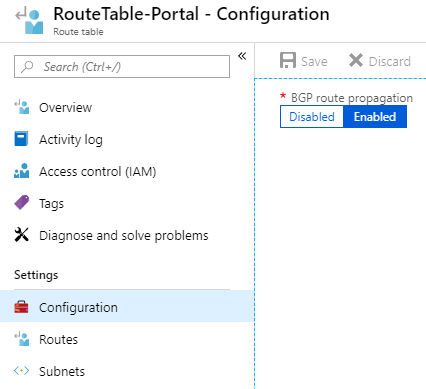 RouteTable-Portal - Configuration
Route table
Search (Ctrl+/)
«
Save
Discard
* BGP route propagation
Disabled
Enabled
Overview
Activity log
Access control (IAM)
Tags
Diagnose and solve problems
Settings
Configuration
Routes
Subnets